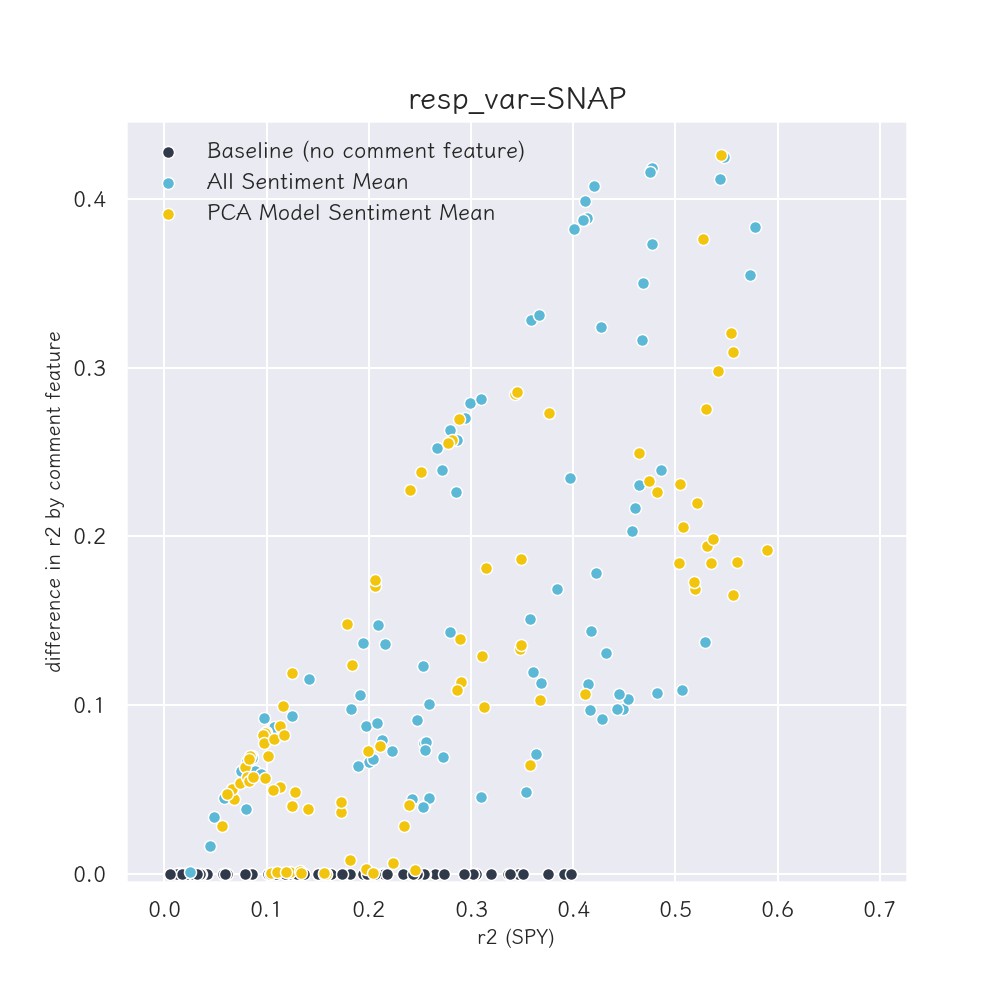 resp_var=SNAP
Baseline (no comment feature)
All Sentiment Mean
PCA Model Sentiment Mean
difference in r2 by comment feature
0.4
0.3
0.2
0.1
0.0
0.0 0.1 0.2 0.3 0.4 0.5 0.6 0.7
r2 (SPY)